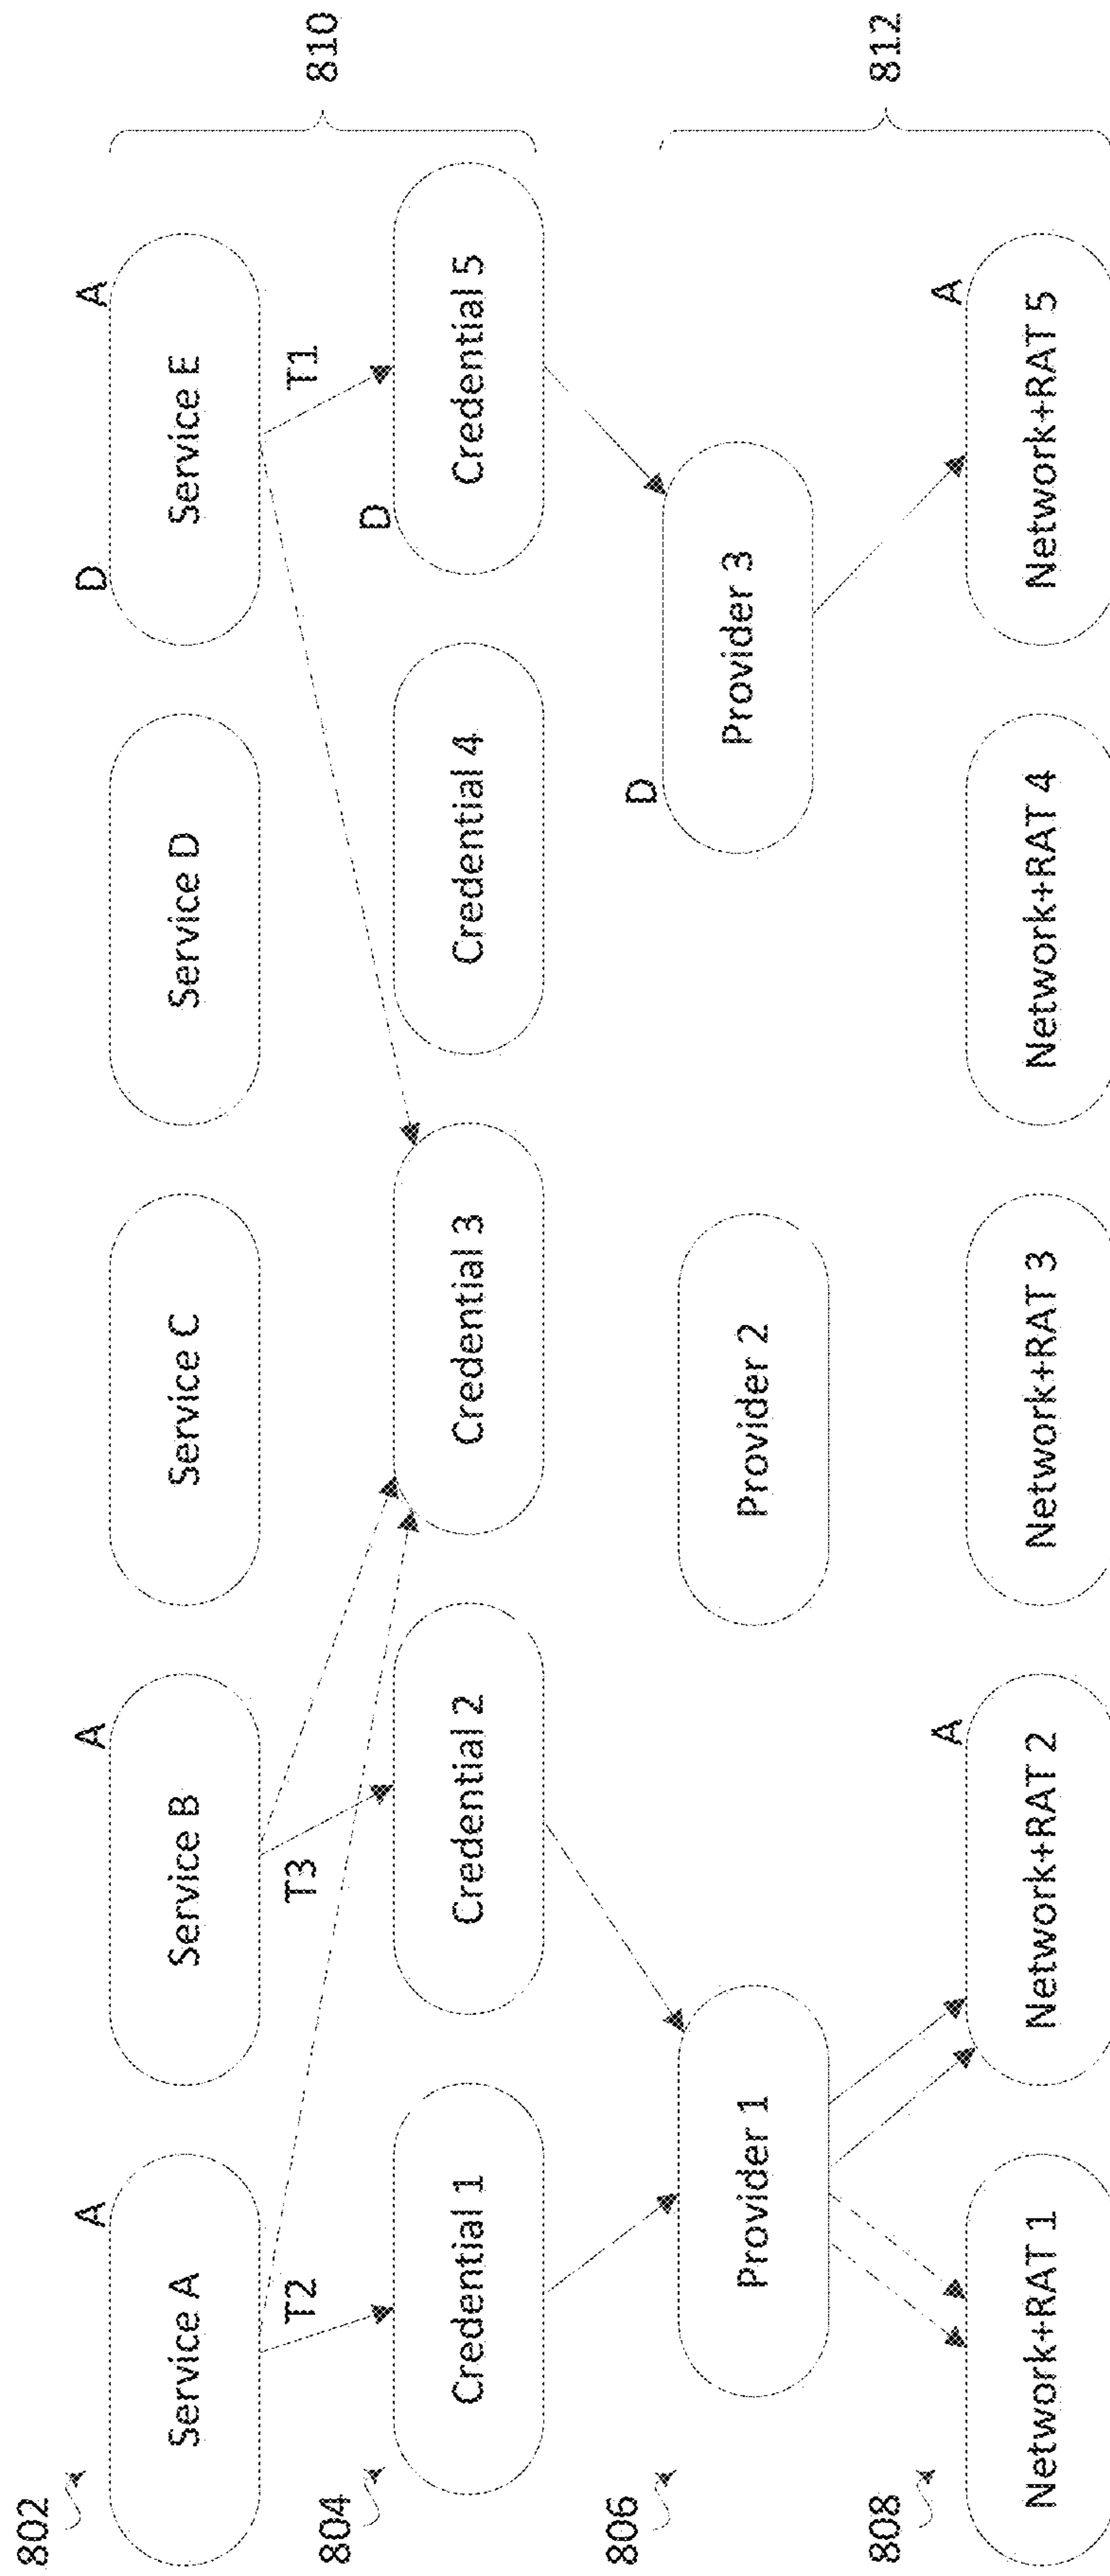 802
A
A
D
A
Service A
Service B
Service C
Service D
Service E
810
T2
T3
T1
804
D
Credential 1
Credential 2
Credential 3
Credential 4
Credential 5
806
D
Provider 1
Provider 2
Provider 3
812
808
A
A
Network+RAT 1
Network+RAT 2
Network+RAT 3
Network+RAT 4
Network+RAT 5